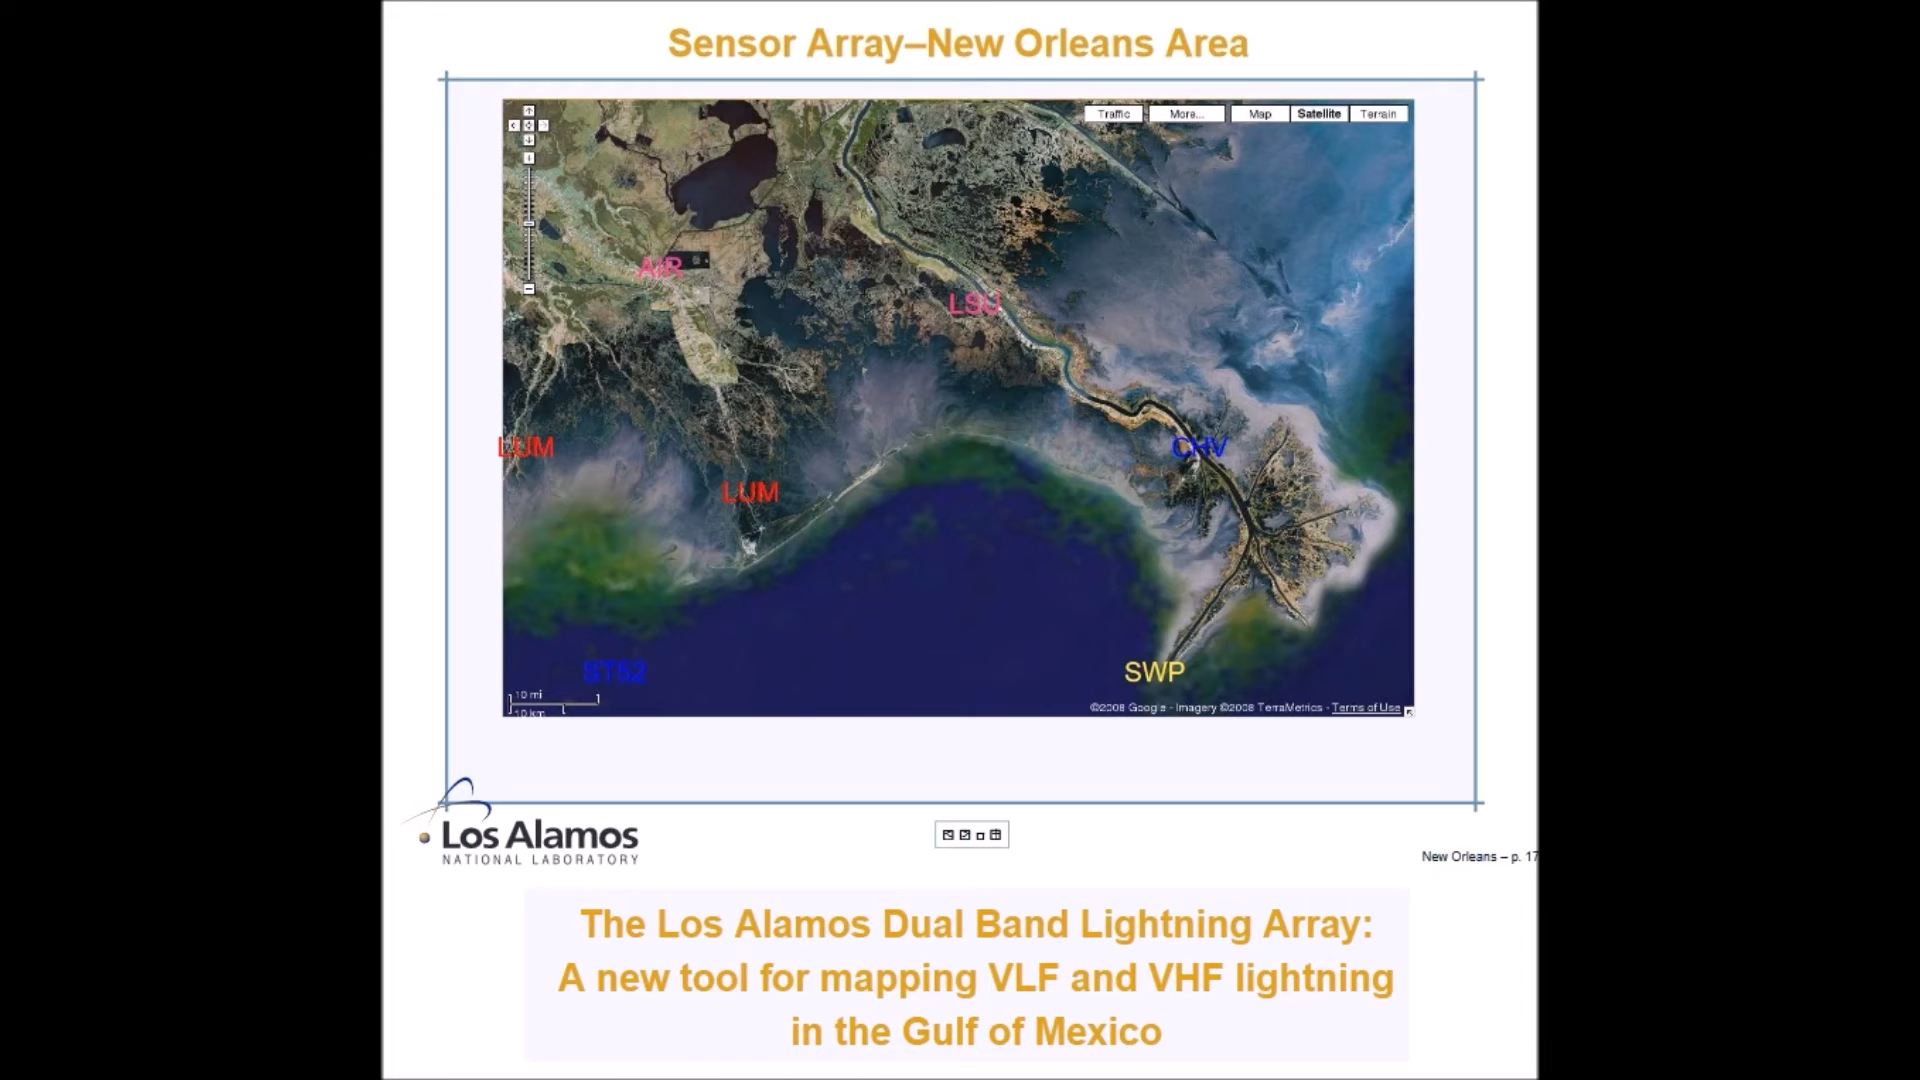 Sensor Array–New Orleans Area
Traffic More... Map Satellite Terrain
AIR
LSU
LUM
CHV
LUM
ST52
SWP
10 mi
10 km
©2008 Google - Imagery ©2008 TerraMetrics - Terms of Use
Los Alamos
NATIONAL LABORATORY
New Orleans – p. 17
The Los Alamos Dual Band Lightning Array:
A new tool for mapping VLF and VHF lightning
in the Gulf of Mexico